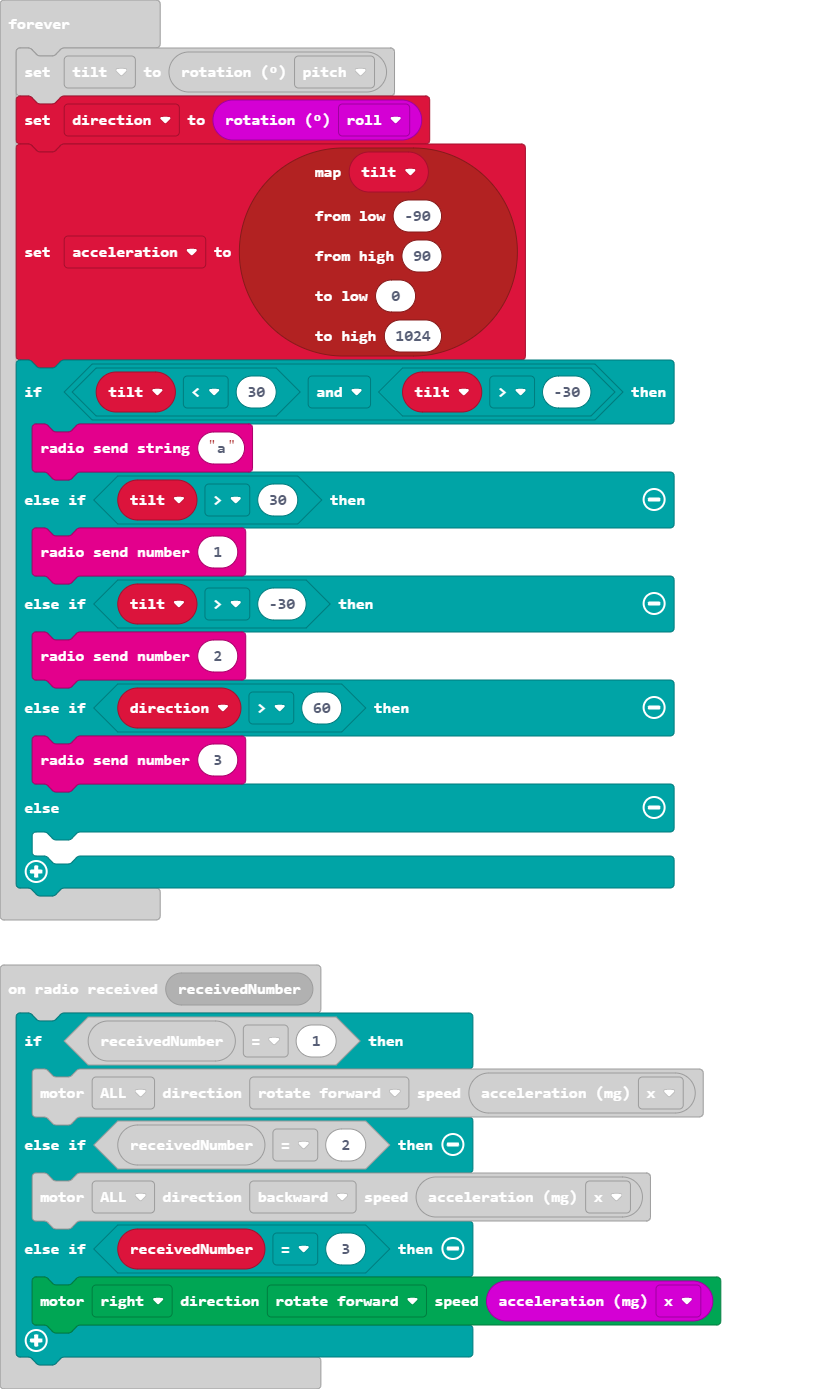 forever
set tilt to rotation (º) pitch
set direction to rotation (º) roll
map tilt
from low -90
set acceleration to from high 90
to low 0
to high 1024
if tilt < 30 and tilt > -30 then
radio send string "a"
else if tilt > 30 then
radio send number 1
else if tilt > -30 then
radio send number 2
else if direction > 60 then
radio send number 3
else
on radio received receivedNumber
if receivedNumber = 1 then
motor ALL direction rotate forward speed acceleration (mg) x
else if receivedNumber = 2 then
motor ALL direction backward speed acceleration (mg) x
else if receivedNumber = 3 then
motor right direction rotate forward speed acceleration (mg) x